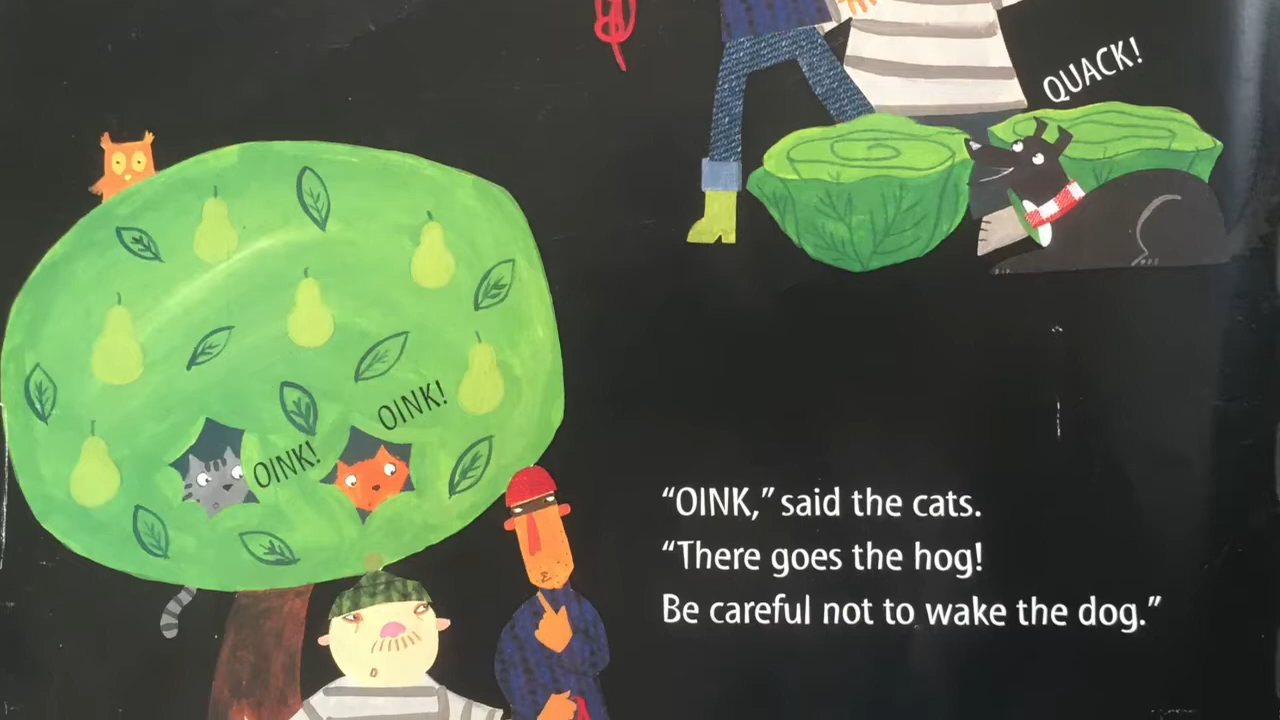 QUACK!
OINK!
OINK!
“OINK,” said the cats.
“There goes the hog!
Be careful not to wake the dog.”